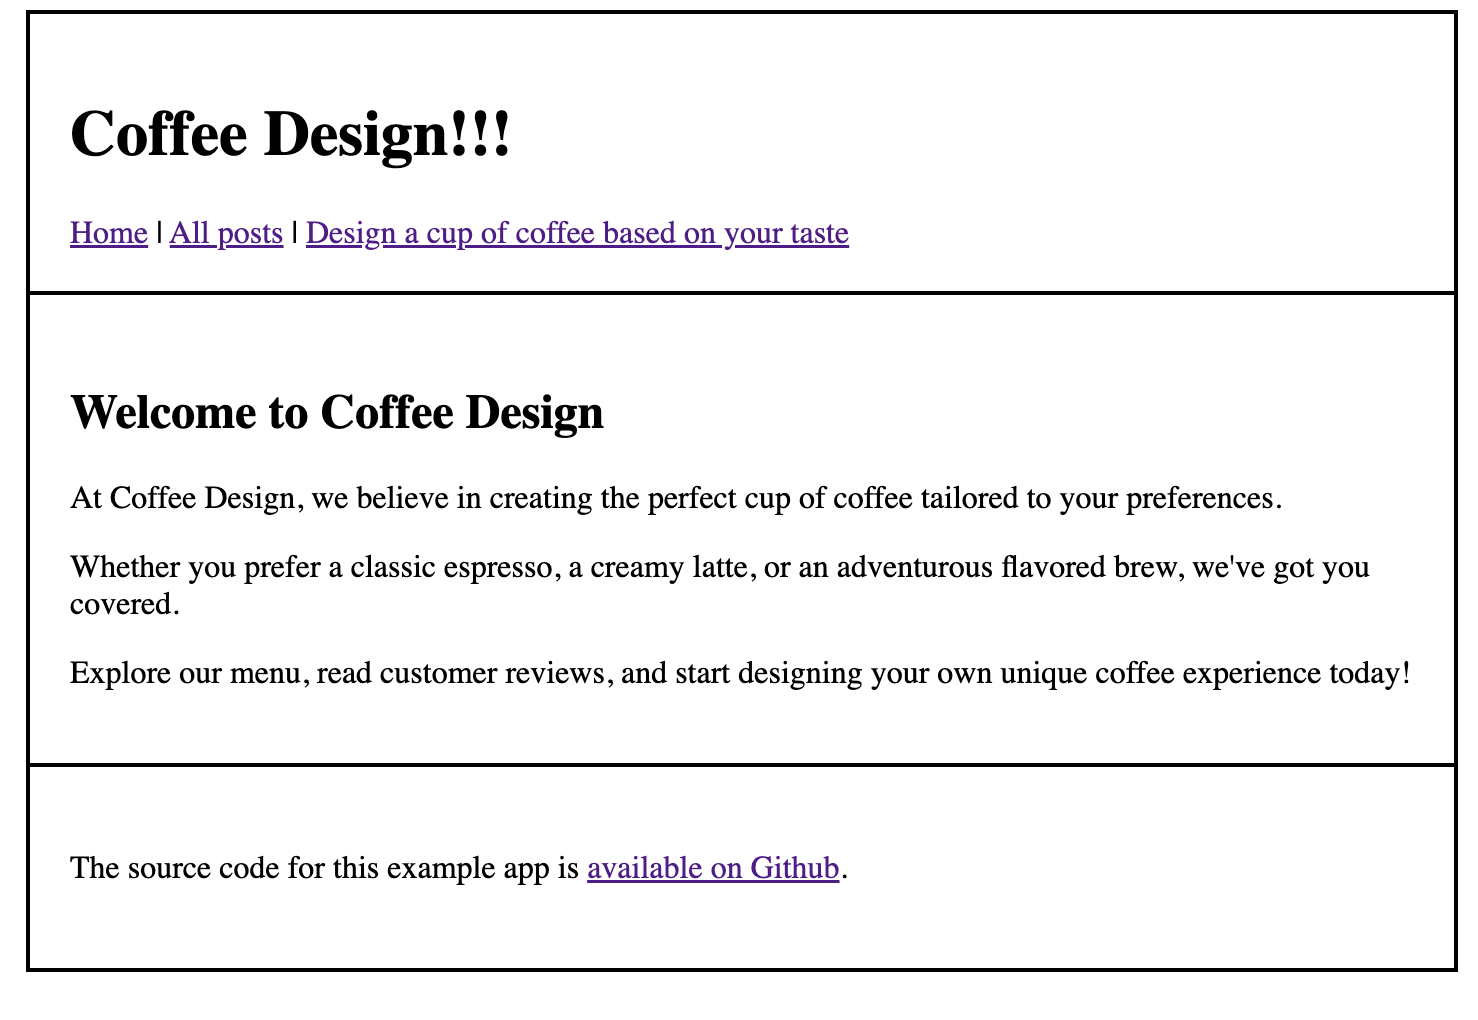 Coffee Design!!!
Home | All posts | Design a cup of coffee based on your taste
Welcome to Coffee Design
At Coffee Design, we believe in creating the perfect cup of coffee tailored to your preferences.
Whether you prefer a classic espresso, a creamy latte, or an adventurous flavored brew, we've got you
covered.
Explore our menu, read customer reviews, and start designing your own unique coffee experience today!
The source code for this example app is available on Github.